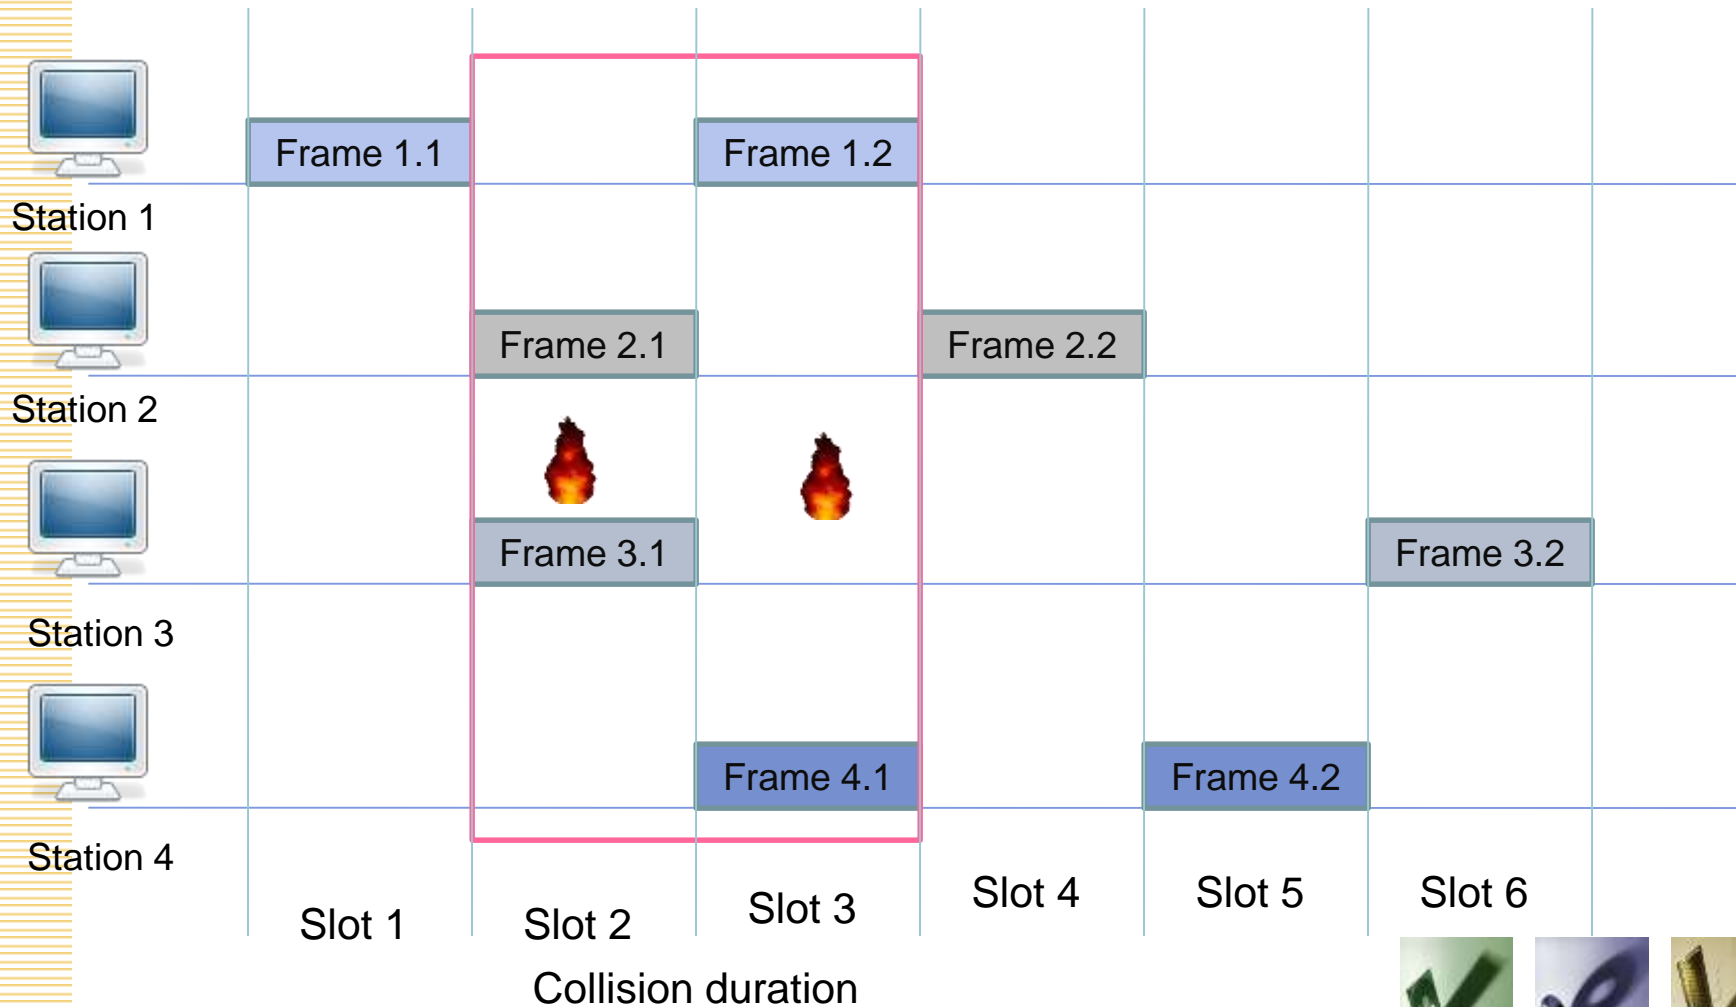 Frame 1.1
Frame 1.2
Station 1
Frame 2.1
Frame 2.2
Station 2
Frame 3.1
Frame 3.2
Station 3
Frame 4.1
Frame 4.2
Station 4
Slot 1
Slot 2
Slot 3
Slot 4
Slot 5
Slot 6
Collision duration